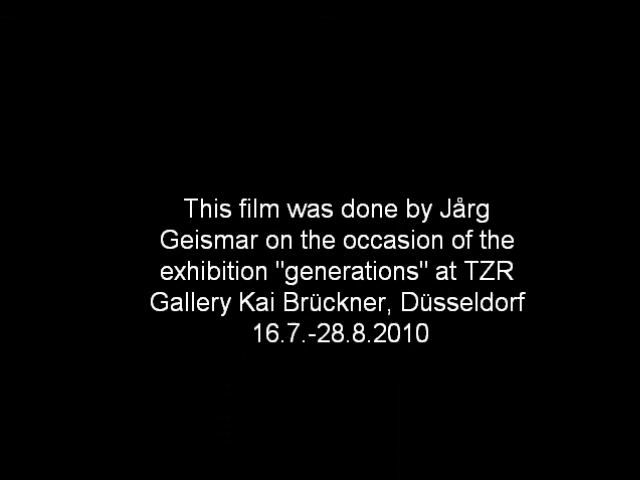 This film was done by Jårg
Geismar on the occasion of the
exhibition "generations" at TZR
Gallery Kai Brückner, Düsseldorf
16.7.-28.8.2010